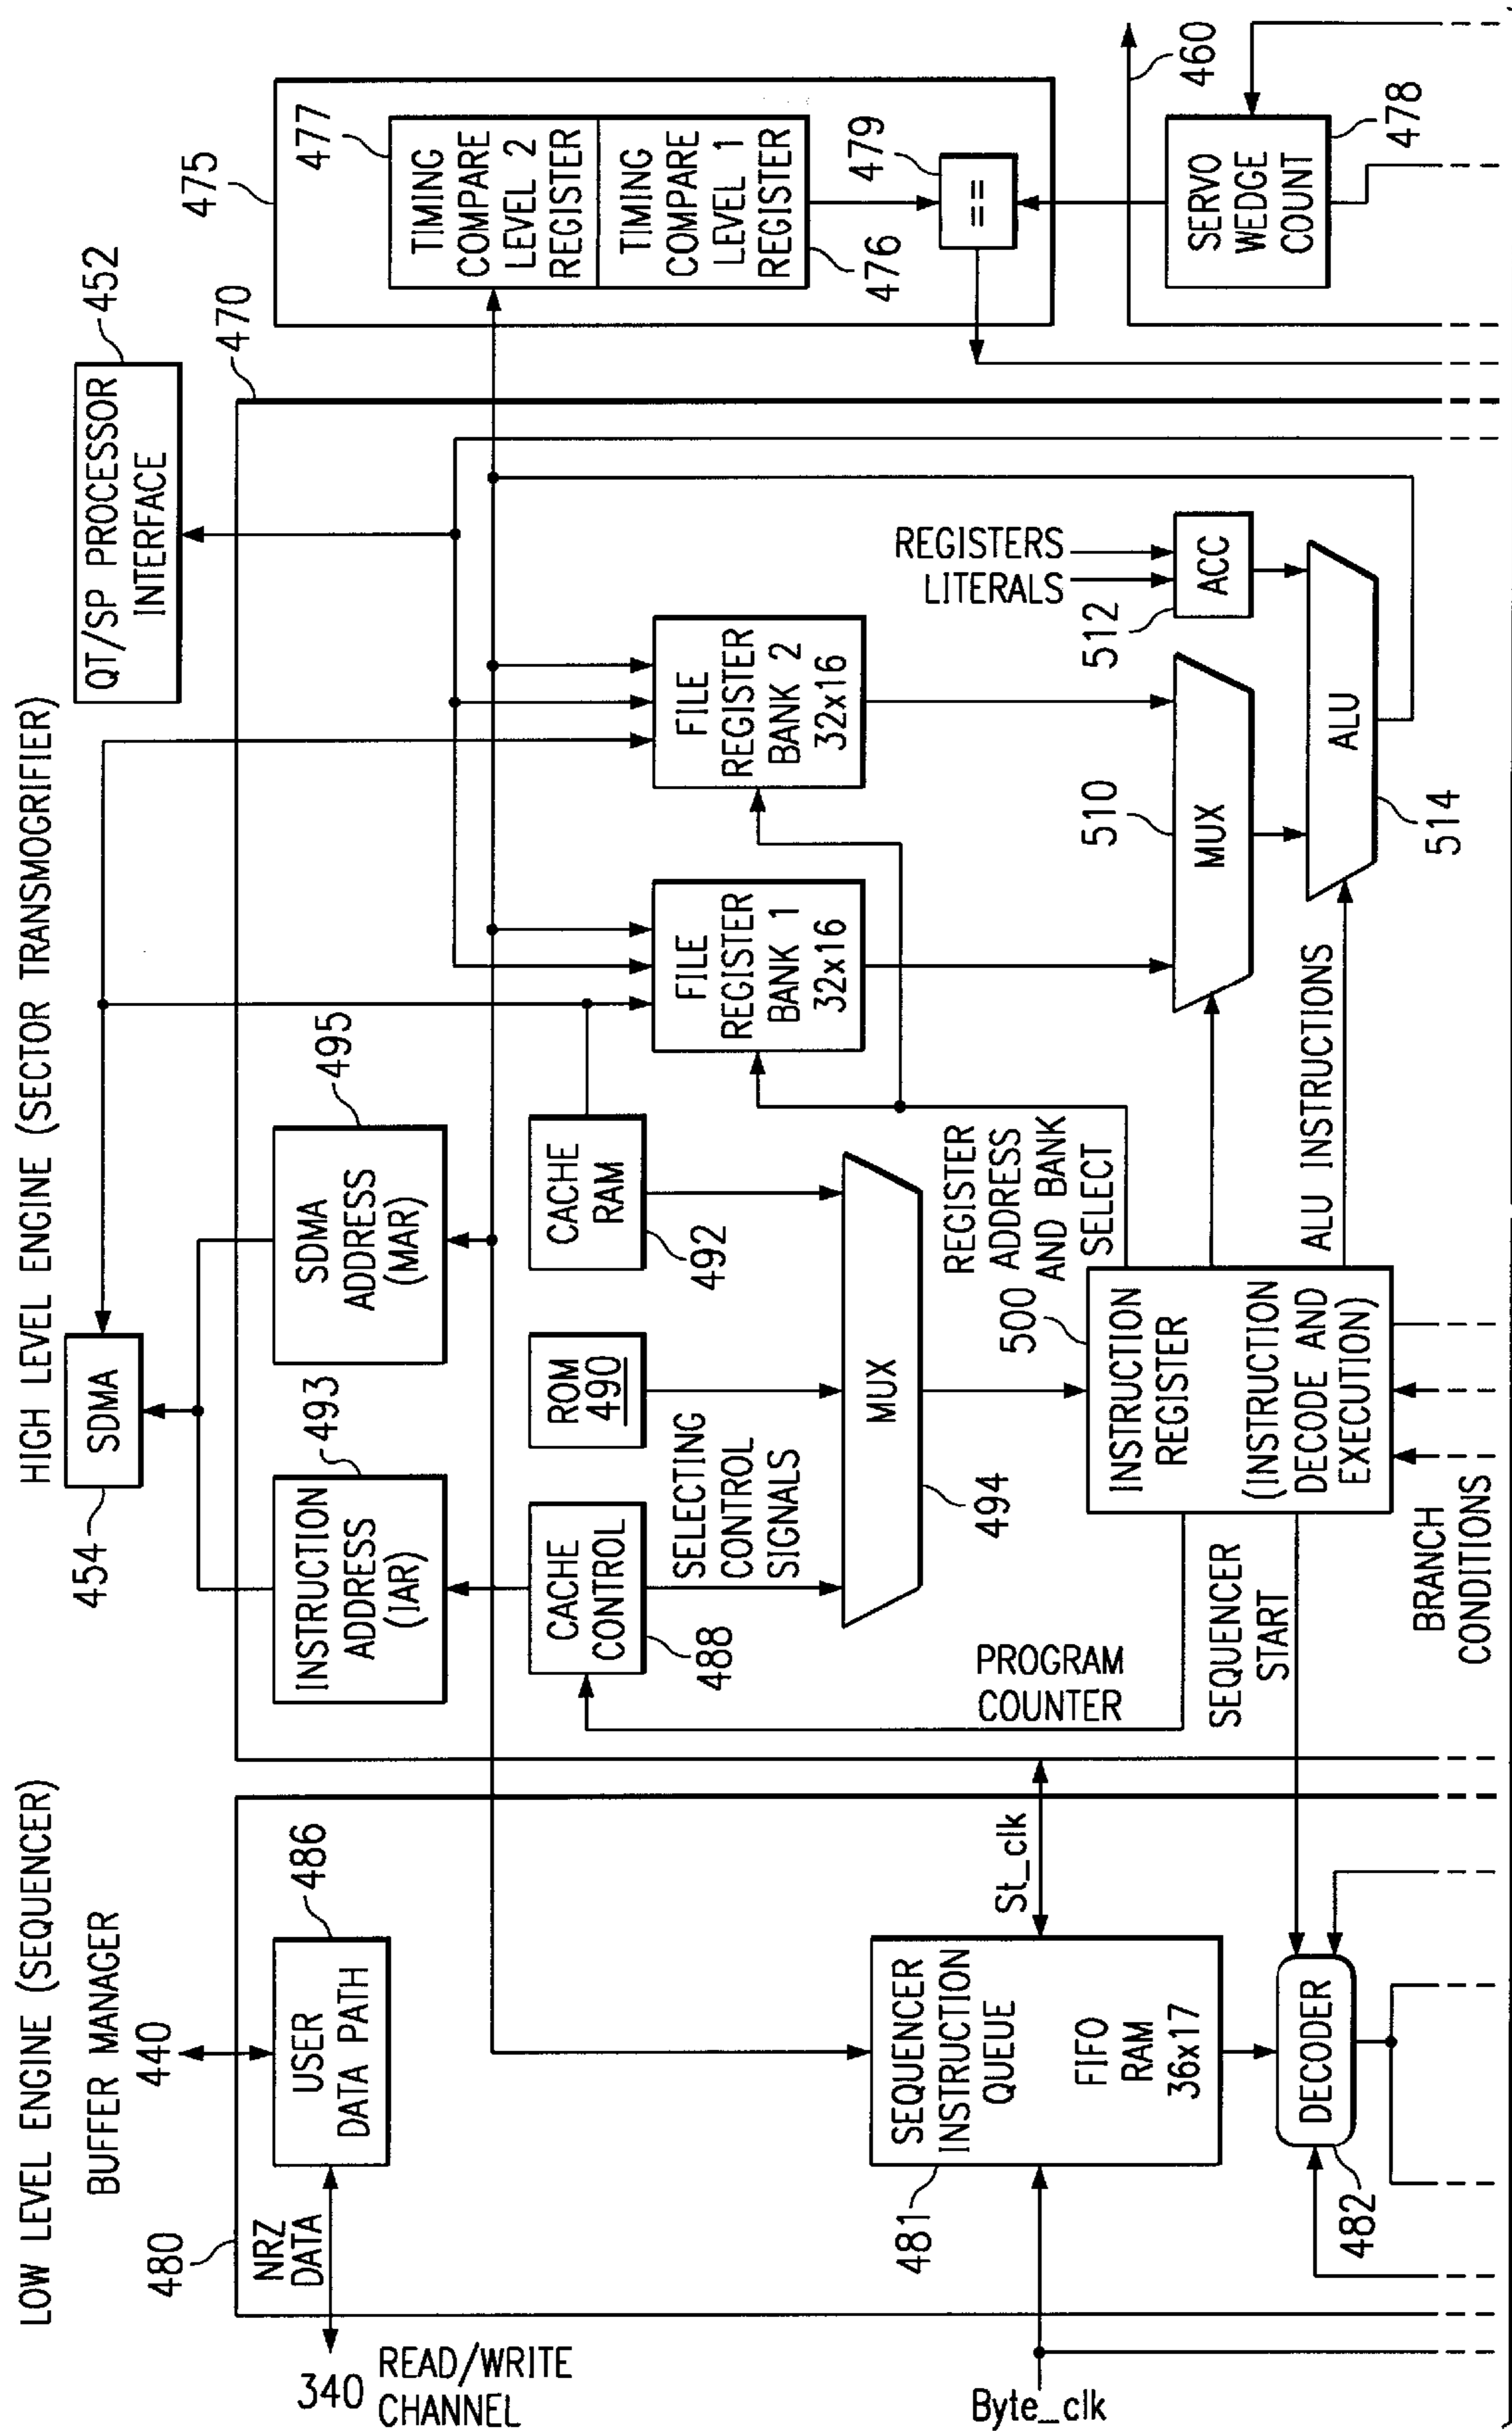 LOW LEVEL ENGINE (SEQUENCER)
HIGH LEVEL ENGINE (SECTOR TRANSMOGRIFIER)
BUFFER MANAGER
440
480
NRZ
DATA
340
READ/WRITE
CHANNEL
486
USER
DATA PATH
454
SDMA
493
INSTRUCTION
ADDRESS
(IAR)
495
SDMA
ADDRESS
(MAR)
QT/SP PROCESSOR
INTERFACE
452
470
475
477
TIMING
COMPARE
LEVEL 2
REGISTER
TIMING
COMPARE
LEVEL 1
REGISTER
476
479
==
460
SERVO
WEDGE
COUNT
478
CACHE
CONTROL
488
ROM
490
CACHE
RAM
492
SELECTING
CONTROL
SIGNALS
MUX
494
FILE
REGISTER
BANK 1
32x16
FILE
REGISTER
BANK 2
32x16
REGISTERS
LITERALS
ACC
512
510
MUX
ALU
514
REGISTER
ADDRESS
AND BANK
SELECT
ALU INSTRUCTIONS
500
INSTRUCTION
REGISTER
(INSTRUCTION
DECODE AND
EXECUTION)
PROGRAM
COUNTER
SEQUENCER
START
BRANCH
CONDITIONS
St_clk
SEQUENCER
INSTRUCTION
QUEUE
FIFO
RAM
36x17
481
Byte_clk
DECODER
482